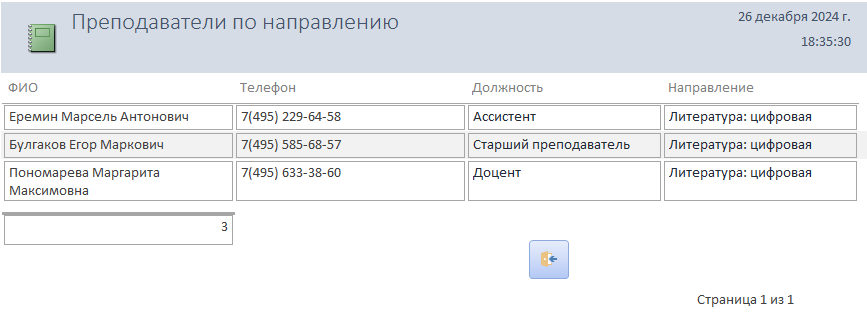 Преподаватели по направлению
26 декабря 2024 г.
18:35:30
ФИО Телефон Должность Направление
Еремин Марсель Антонович 7(495) 229-64-58 Ассистент Литература: цифровая
Булгаков Егор Маркович 7(495) 585-68-57 Старший преподаватель Литература: цифровая
Пономарева Маргарита 7(495) 633-38-60 Доцент Литература: цифровая
Максимовна
3
Страница 1 из 1